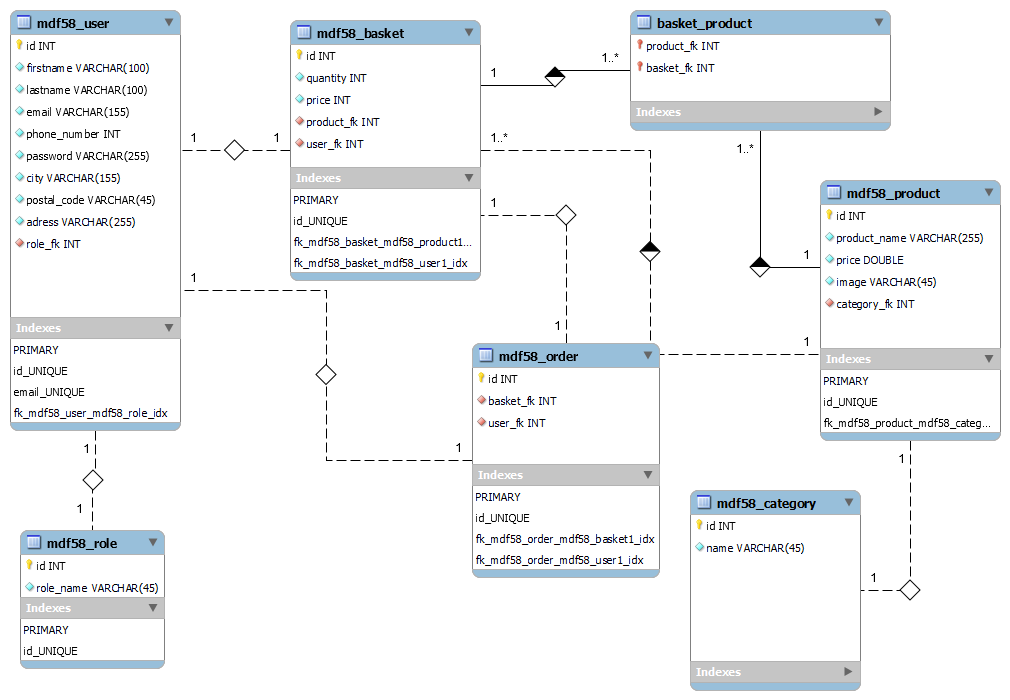 mdf58_user
id INT
firstname VARCHAR(100)
lastname VARCHAR(100)
email VARCHAR(155)
phone_number INT
password VARCHAR(255)
city VARCHAR(155)
postal_code VARCHAR(45)
adress VARCHAR(255)
role_fk INT
Indexes
PRIMARY
id_UNIQUE
email_UNIQUE
fk_mdf58_user_mdf58_role_idx
1
1
mdf58_role
id INT
role_name VARCHAR(45)
Indexes
PRIMARY
id_UNIQUE
1
1
1
1
mdf58_basket
id INT
quantity INT
price INT
product_fk INT
user_fk INT
Indexes
PRIMARY
id_UNIQUE
fk_mdf58_basket_mdf58_product1...
fk_mdf58_basket_mdf58_user1_idx
1
1..*
1..*
1
1
mdf58_order
id INT
basket_fk INT
user_fk INT
Indexes
PRIMARY
id_UNIQUE
fk_mdf58_order_mdf58_basket1_idx
fk_mdf58_order_mdf58_user1_idx
basket_product
product_fk INT
basket_fk INT
Indexes
1..*
1
1
mdf58_product
id INT
product_name VARCHAR(255)
price DOUBLE
image VARCHAR(45)
category_fk INT
Indexes
PRIMARY
id_UNIQUE
fk_mdf58_product_mdf58_categ...
1
1
mdf58_category
id INT
name VARCHAR(45)
Indexes